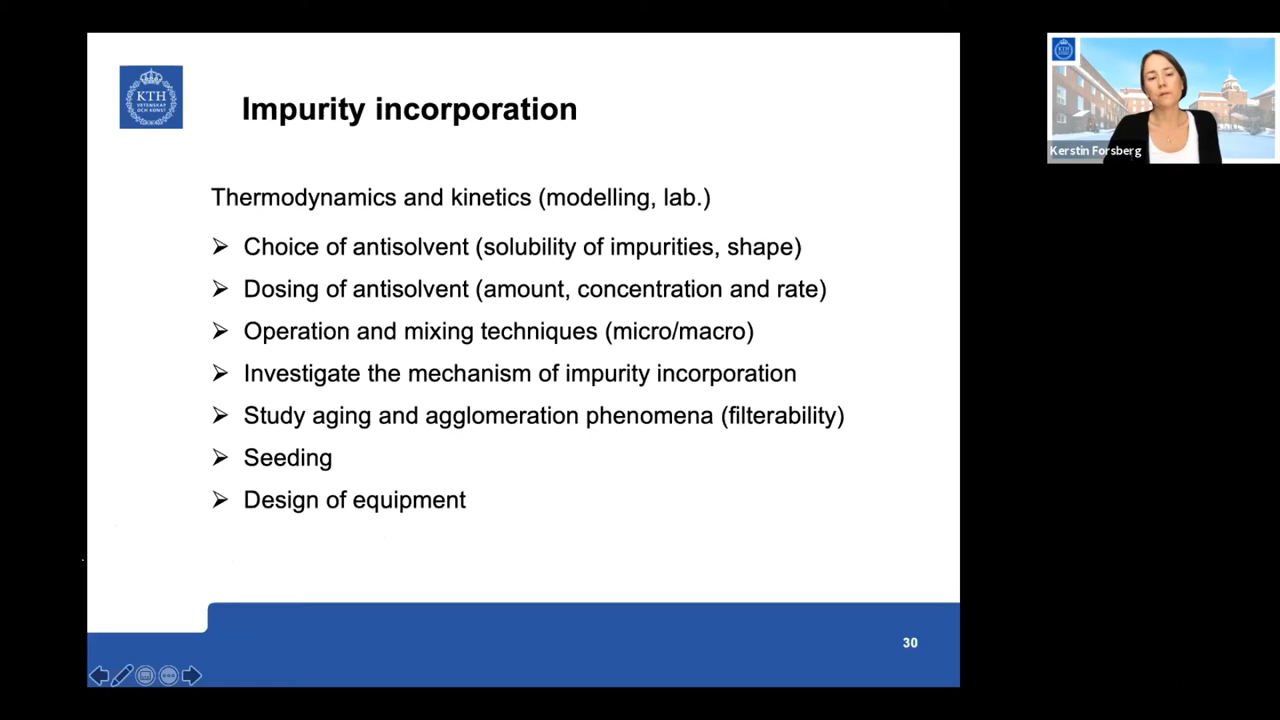 KTH
VETENSKAP
OCH KONST
Impurity incorporation
Thermodynamics and kinetics (modelling, lab.)
➢ Choice of antisolvent (solubility of impurities, shape)
➢ Dosing of antisolvent (amount, concentration and rate)
➢ Operation and mixing techniques (micro/macro)
➢ Investigate the mechanism of impurity incorporation
➢ Study aging and agglomeration phenomena (filterability)
➢ Seeding
➢ Design of equipment
30
Kerstin Forsberg